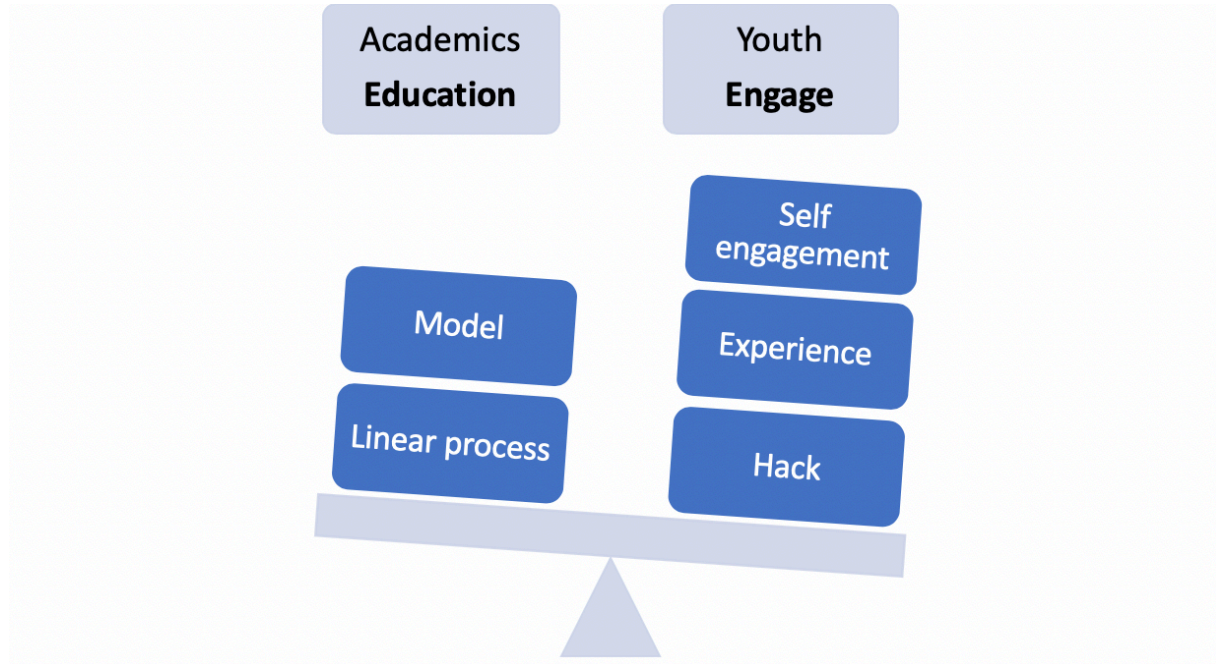 Academics
Education
Youth
Engage
Self
engagement
Model
Experience
Linear process
Hack